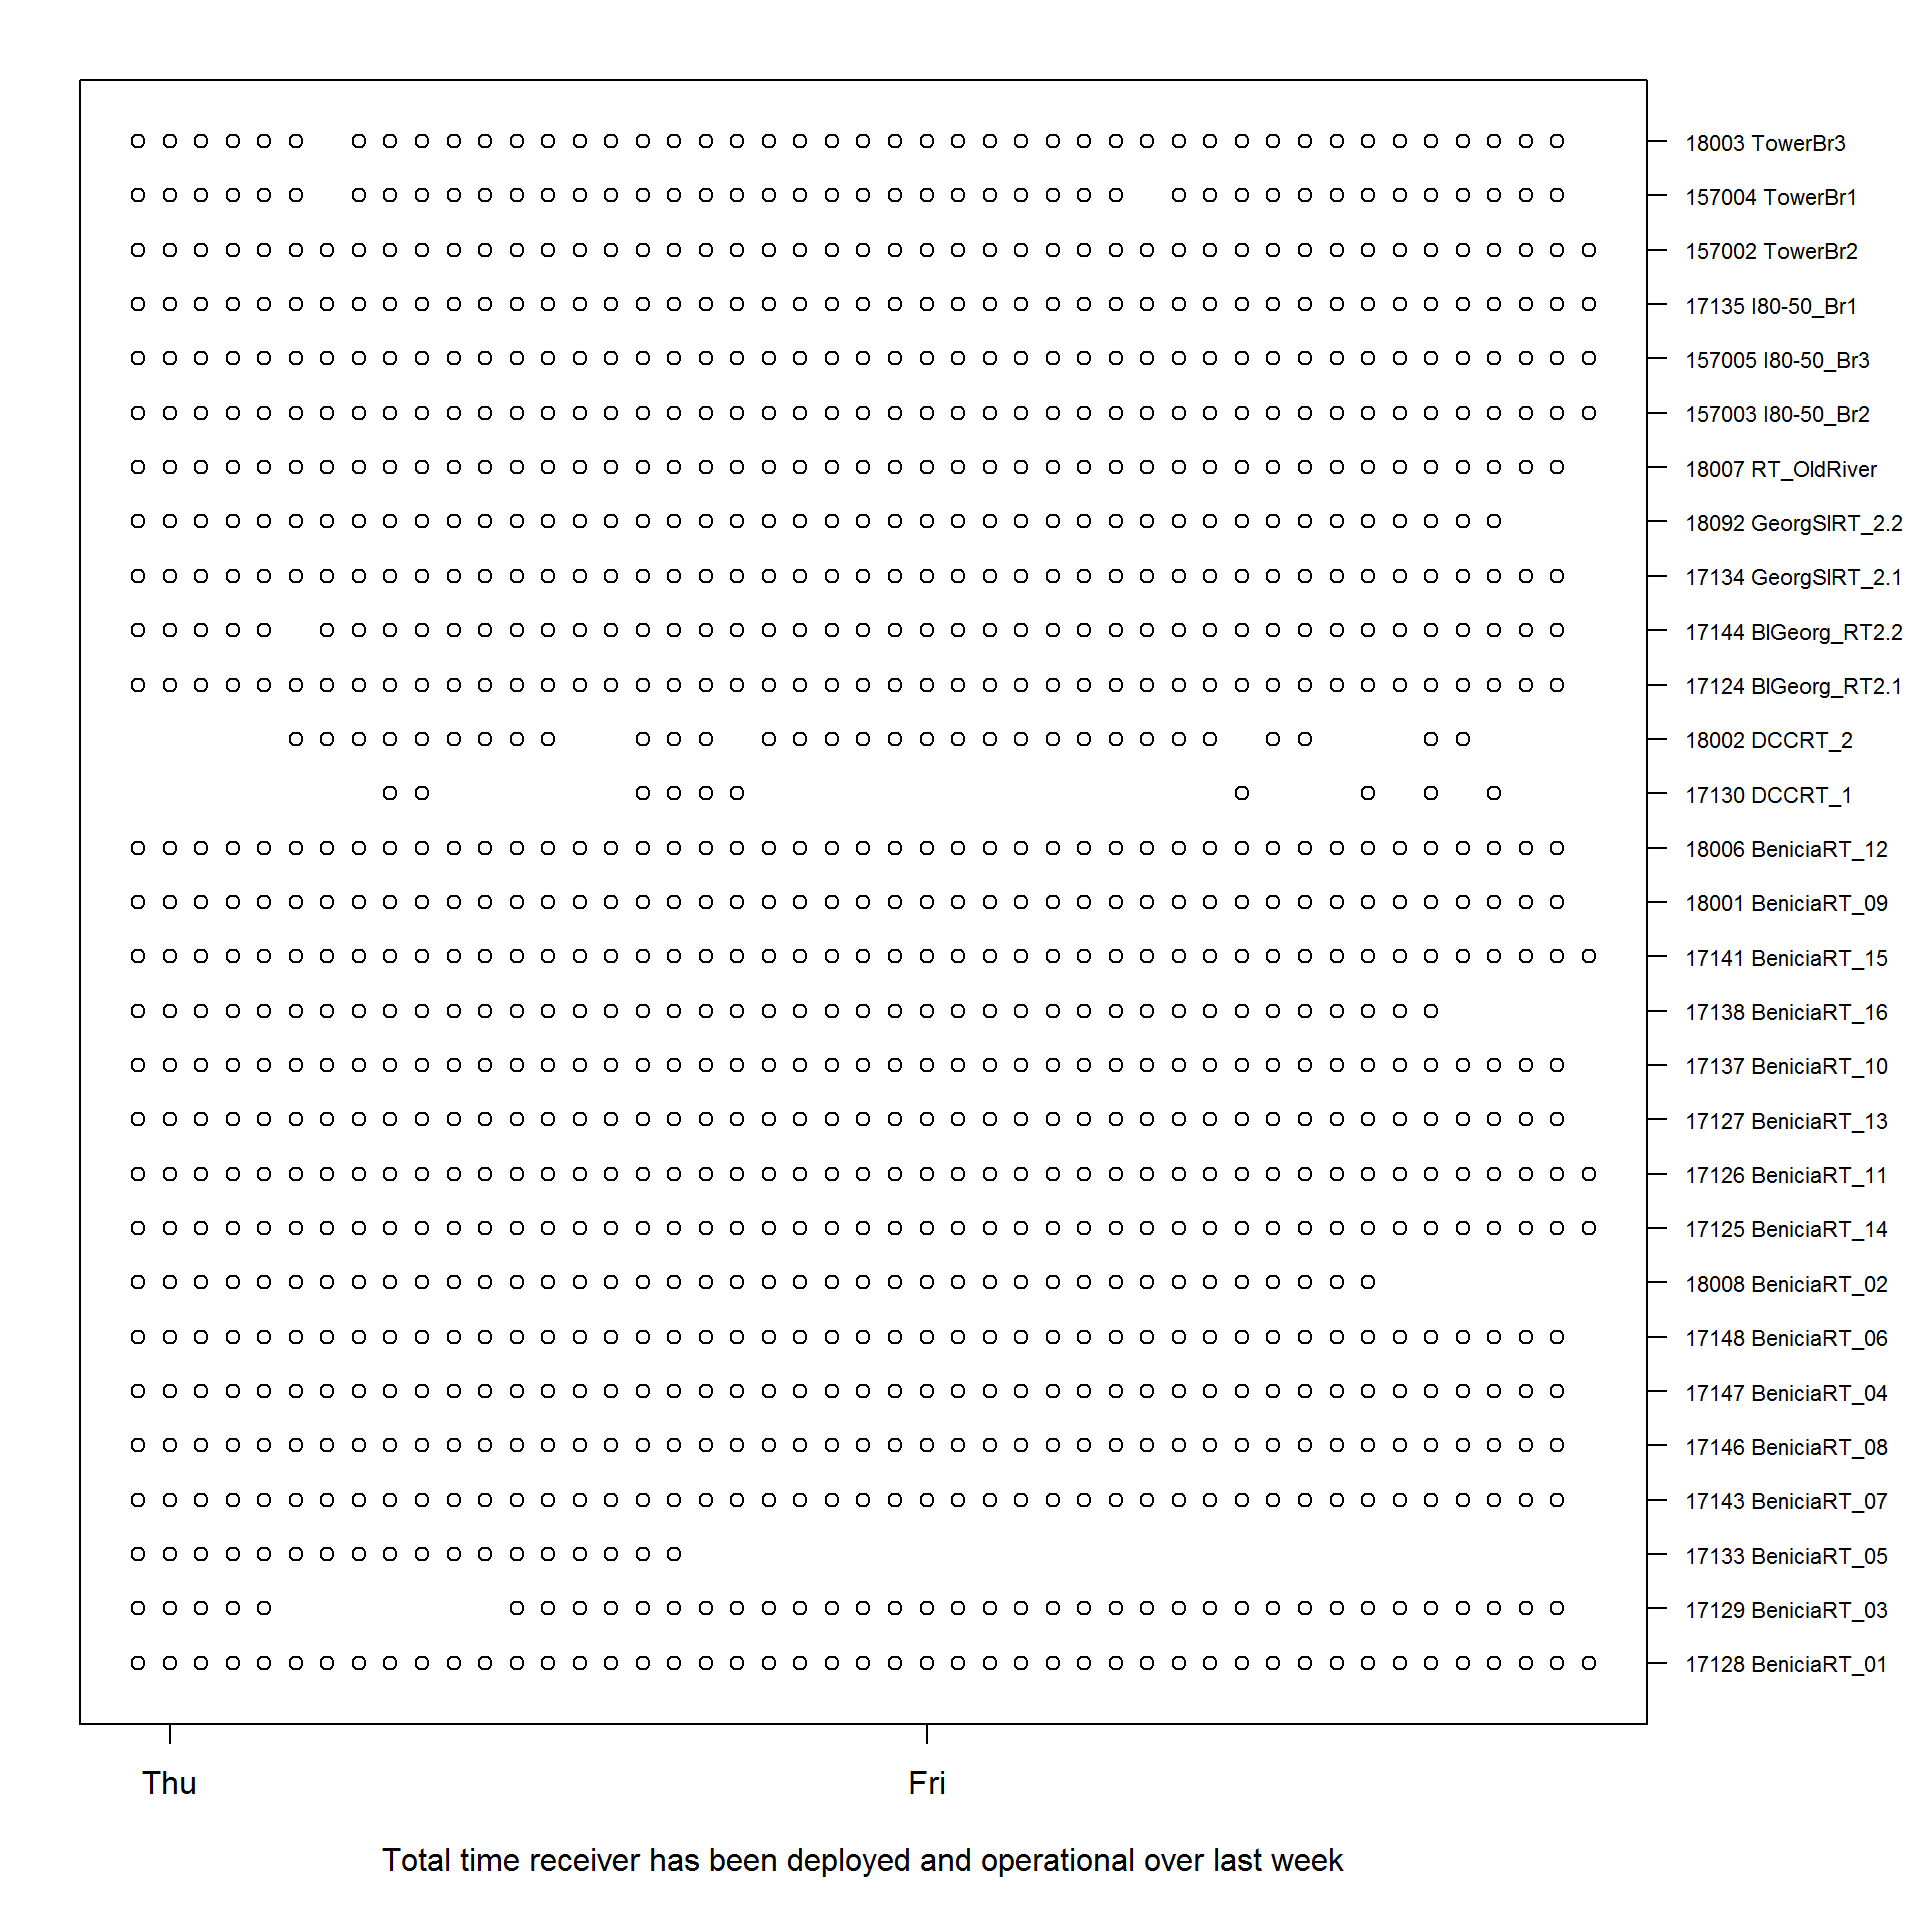 18003 TowerBr3
157004 TowerBr1
157002 TowerBr2
17135 I80-50_Br1
157005 I80-50_Br3
157003 I80-50_Br2
18007 RT_OldRiver
18092 GeorgSlRT_2.2
17134 GeorgSlRT_2.1
17144 BlGeorg_RT2.2
17124 BlGeorg_RT2.1
18002 DCCRT_2
17130 DCCRT_1
18006 BeniciaRT_12
18001 BeniciaRT_09
17141 BeniciaRT_15
17138 BeniciaRT_16
17137 BeniciaRT_10
17127 BeniciaRT_13
17126 BeniciaRT_11
17125 BeniciaRT_14
18008 BeniciaRT_02
17148 BeniciaRT_06
17147 BeniciaRT_04
17146 BeniciaRT_08
17143 BeniciaRT_07
17133 BeniciaRT_05
17129 BeniciaRT_03
17128 BeniciaRT_01
Thu Fri
Total time receiver has been deployed and operational over last week